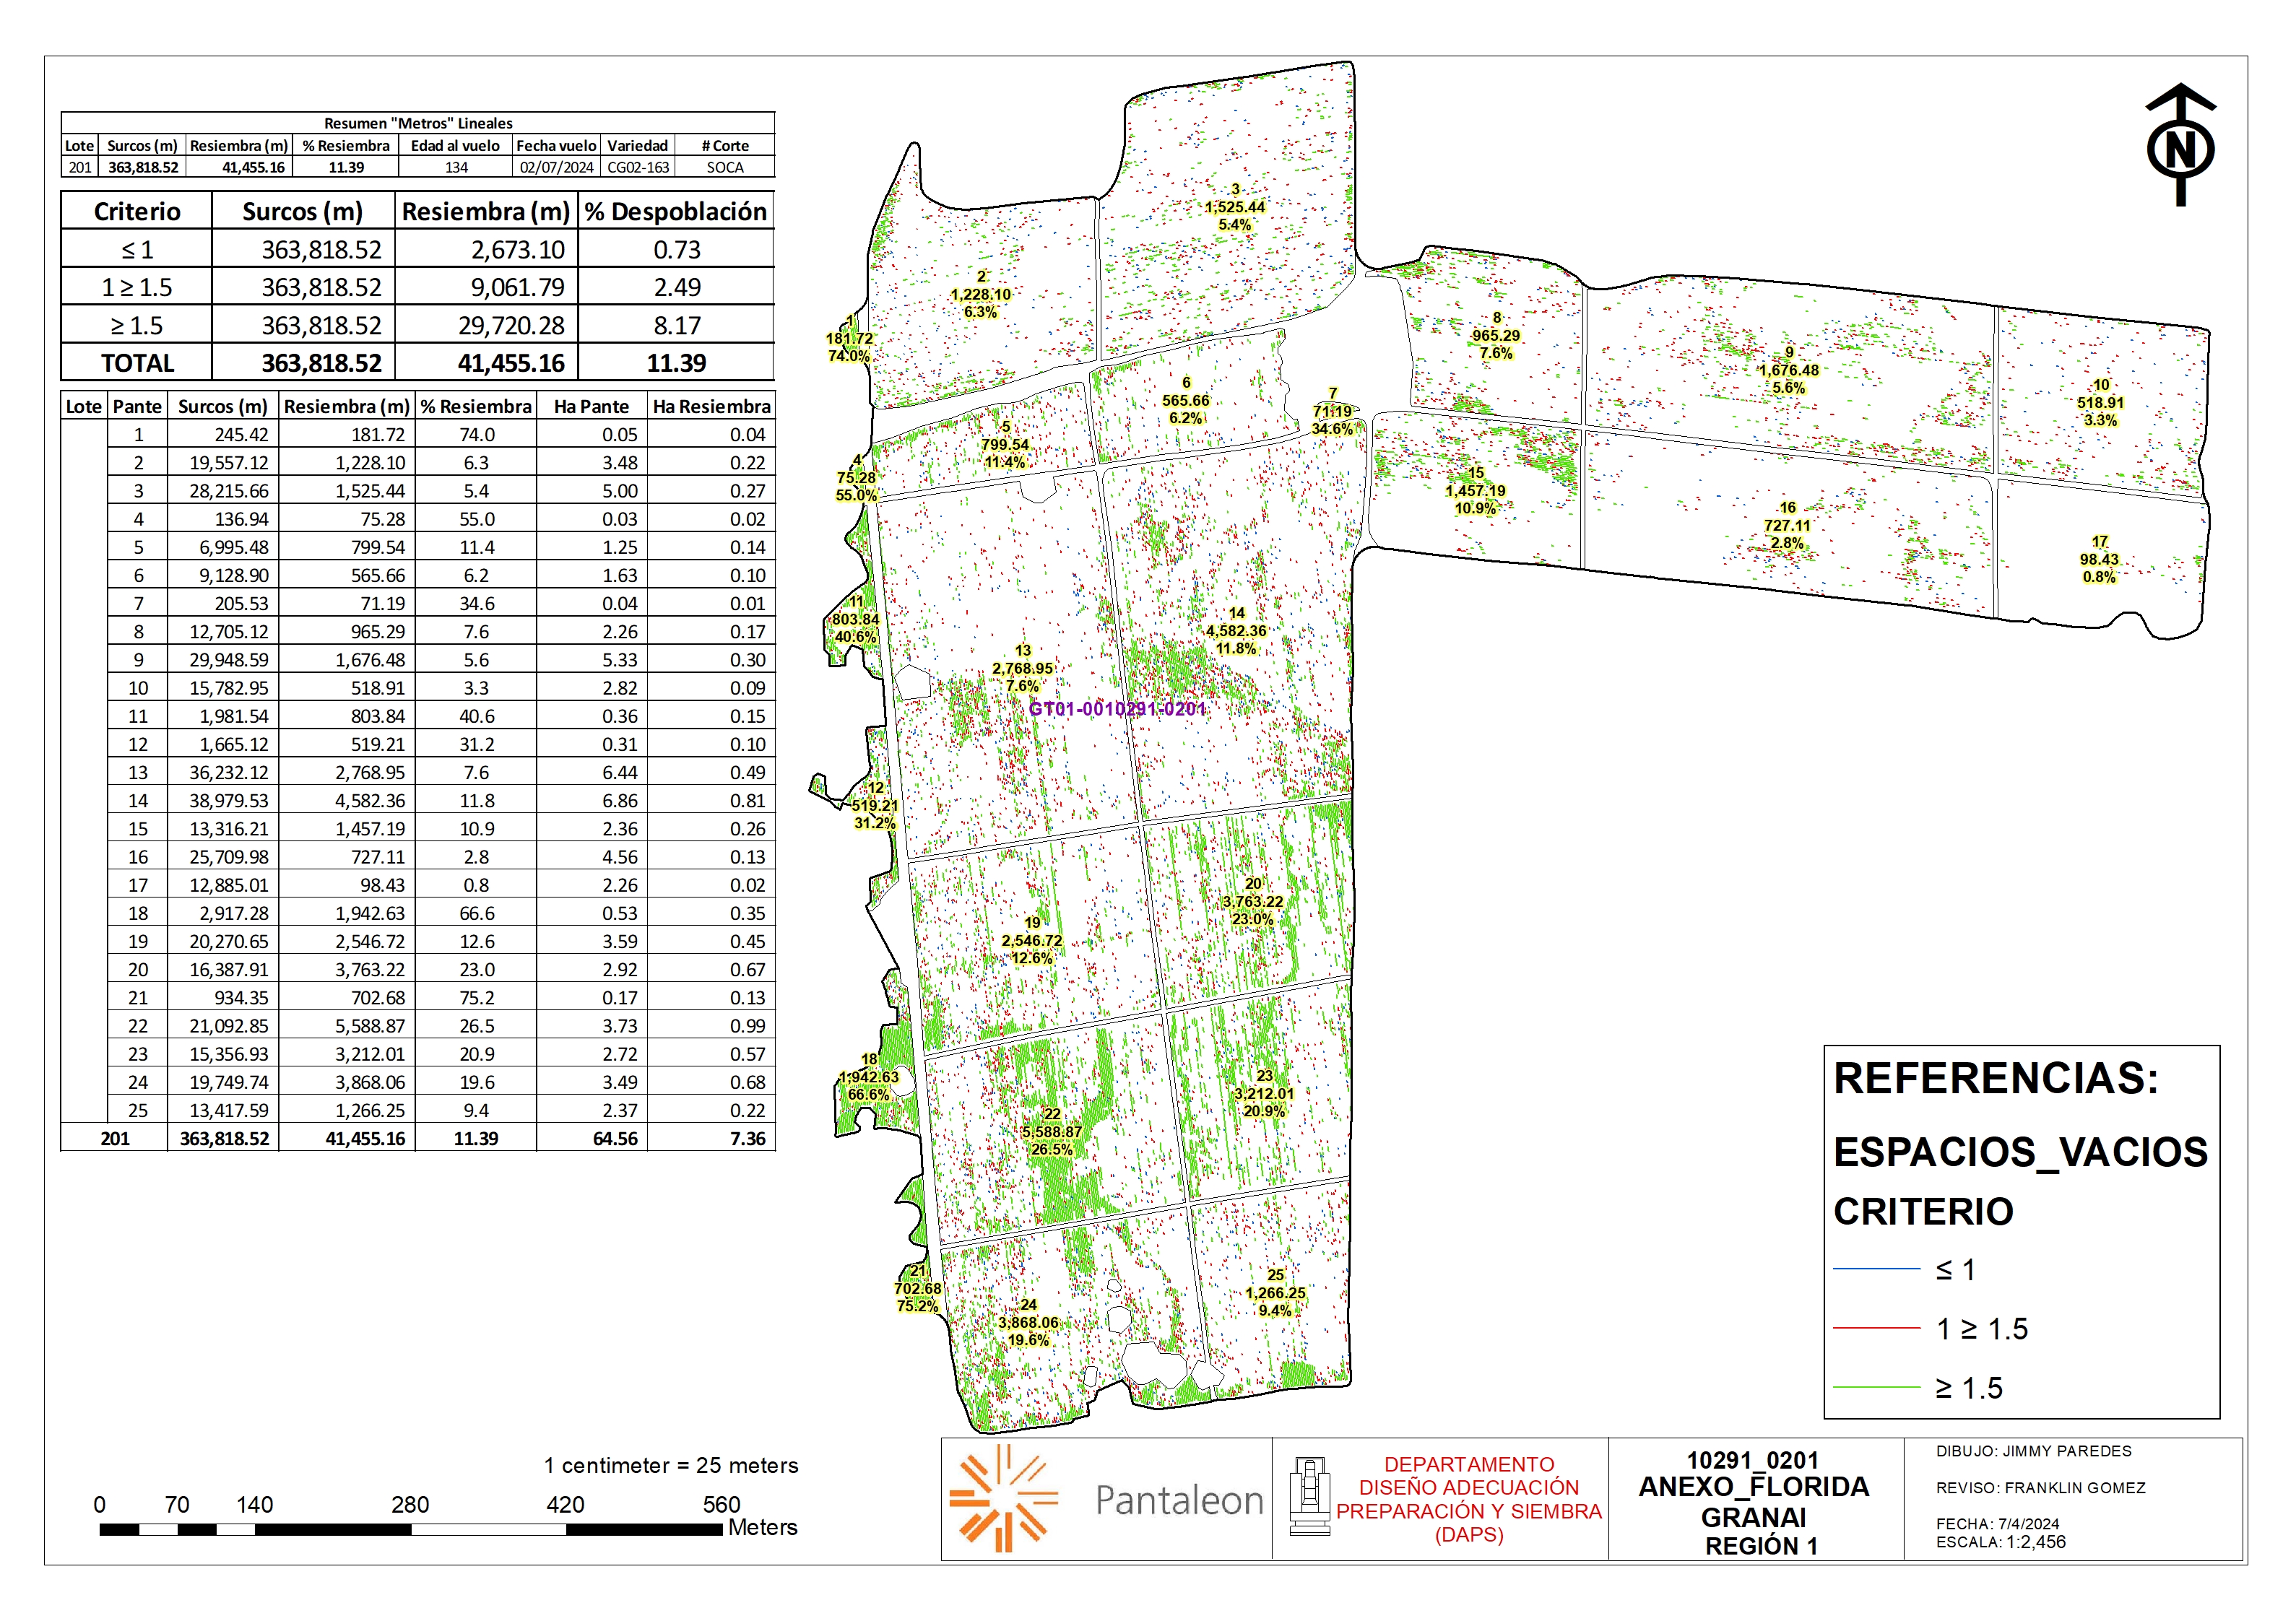 Resumen "Metros" Lineales
Lote Surcos (m) Resiembra (m) % Resiembra Edad al vuelo Fecha vuelo Variedad # Corte
201 363,818.52 41,455.16 11.39 134 02/07/2024 CG02-163 SOCA
Criterio Surcos (m) Resiembra (m) % Despoblación
≤ 1 363,818.52 2,673.10 0.73
1 ≥ 1.5 363,818.52 9,061.79 2.49
≥ 1.5 363,818.52 29,720.28 8.17
TOTAL 363,818.52 41,455.16 11.39
Lote Pante Surcos (m) Resiembra (m) % Resiembra Ha Pante Ha Resiembra
1 245.42 181.72 74.0 0.05 0.04
2 19,557.12 1,228.10 6.3 3.48 0.22
3 28,215.66 1,525.44 5.4 5.00 0.27
4 136.94 75.28 55.0 0.03 0.02
5 6,995.48 799.54 11.4 1.25 0.14
6 9,128.90 565.66 6.2 1.63 0.10
7 205.53 71.19 34.6 0.04 0.01
8 12,705.12 965.29 7.6 2.26 0.17
9 29,948.59 1,676.48 5.6 5.33 0.30
10 15,782.95 518.91 3.3 2.82 0.09
11 1,981.54 803.84 40.6 0.36 0.15
12 1,665.12 519.21 31.2 0.31 0.10
13 36,232.12 2,768.95 7.6 6.44 0.49
14 38,979.53 4,582.36 11.8 6.86 0.81
15 13,316.21 1,457.19 10.9 2.36 0.26
16 25,709.98 727.11 2.8 4.56 0.13
17 12,885.01 98.43 0.8 2.26 0.02
18 2,917.28 1,942.63 66.6 0.53 0.35
19 20,270.65 2,546.72 12.6 3.59 0.45
20 16,387.91 3,763.22 23.0 2.92 0.67
21 934.35 702.68 75.2 0.17 0.13
22 21,092.85 5,588.87 26.5 3.73 0.99
23 15,356.93 3,212.01 20.9 2.72 0.57
24 19,749.74 3,868.06 19.6 3.49 0.68
25 13,417.59 1,266.25 9.4 2.37 0.22
201 363,818.52 41,455.16 11.39 64.56 7.36
N
1
181.72
74.0%
2
1,228.10
6.3%
3
1,525.44
5.4%
4
75.28
55.0%
5
799.54
11.4%
6
565.66
6.2%
7
71.19
34.6%
8
965.29
7.6%
9
1,676.48
5.6%
10
518.91
3.3%
11
803.84
40.6%
12
519.21
31.2%
13
2,768.95
7.6%
14
4,582.36
11.8%
GT01-0010291-0201
15
1,457.19
10.9%
16
727.11
2.8%
17
98.43
0.8%
18
1,942.63
66.6%
19
2,546.72
12.6%
20
3,763.22
23.0%
21
702.68
75.2%
22
5,588.87
26.5%
23
3,212.01
20.9%
24
3,868.06
19.6%
25
1,266.25
9.4%
REFERENCIAS:
ESPACIOS_VACIOS
CRITERIO
≤ 1
1 ≥ 1.5
≥ 1.5
1 centimeter = 25 meters
0 70 140 280 420 560
Meters
Pantaleon
DEPARTAMENTO
DISEÑO ADECUACIÓN
PREPARACIÓN Y SIEMBRA
(DAPS)
10291_0201
ANEXO_FLORIDA
GRANAI
REGIÓN 1
DIBUJO: JIMMY PAREDES
REVISO: FRANKLIN GOMEZ
FECHA: 7/4/2024
ESCALA: 1:2,456